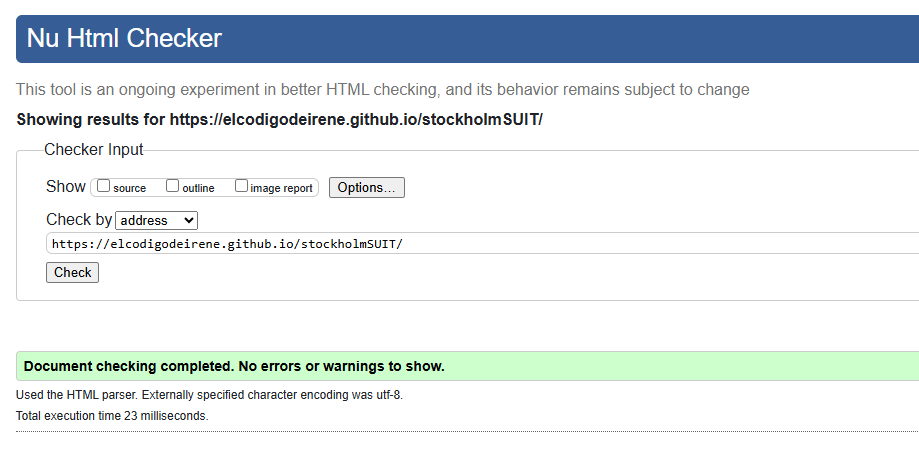 Nu Html Checker
This tool is an ongoing experiment in better HTML checking, and its behavior remains subject to change
Showing results for https://elcodigodeirene.github.io/stockholmSUIT/
Checker Input
Show source outline image report Options...
Check by address
https://elcodigodeirene.github.io/stockholmSUIT/
Check
Document checking completed. No errors or warnings to show.
Used the HTML parser. Externally specified character encoding was utf-8.
Total execution time 23 milliseconds.